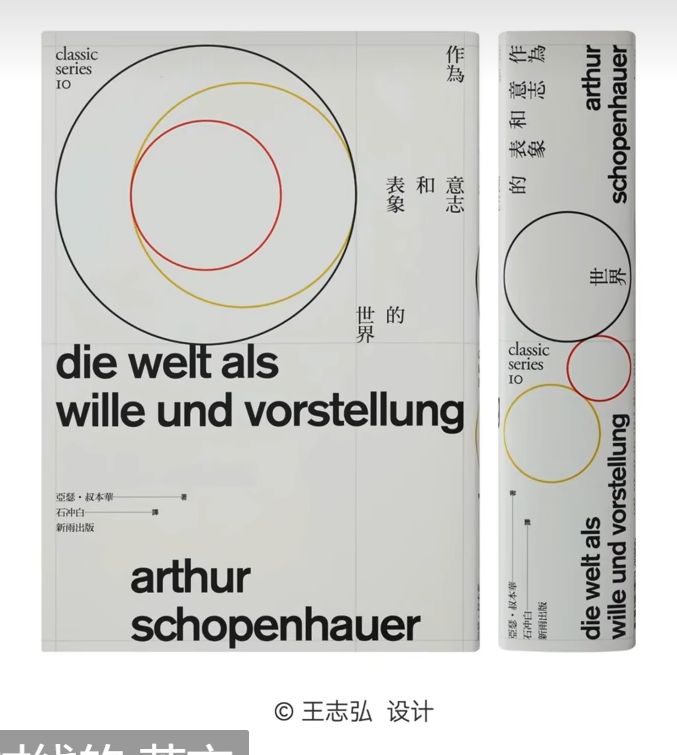 classic
series
10
作為
意志
和
表象
的
世界
die welt als
wille und vorstellung
亞瑟·叔本華 著
石冲白 譯
新雨出版
arthur
schopenhauer
作為
意志
和
表象
的
世界
arthur
schopenhauer
classic
series
10
die welt als
wille und vorstellung
亞瑟·叔本華 著
石冲白 譯
新雨出版
© 王志弘 设计